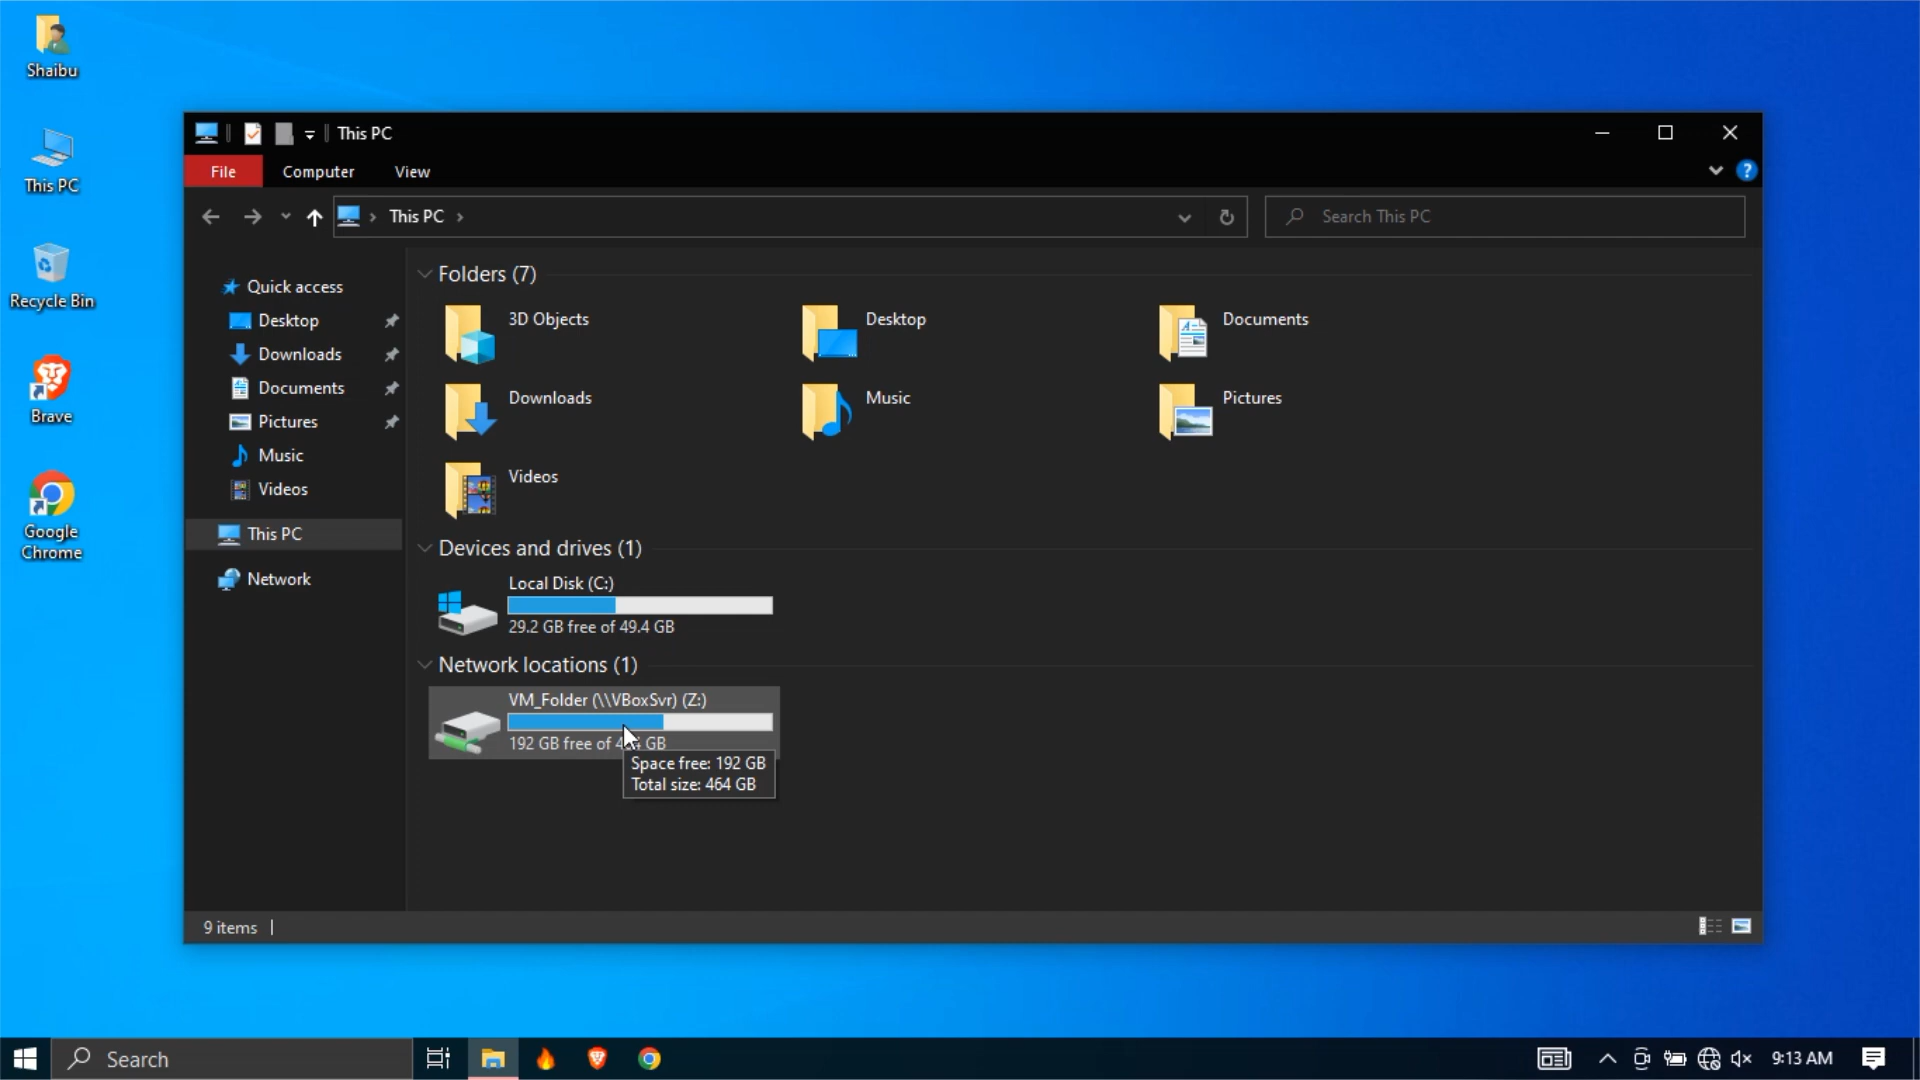 Shaibu
This PC
Recycle Bin
Brave
Google
Chrome
This PC
File
Computer
View
This PC
Search This PC
Quick access
Desktop
Downloads
Documents
Pictures
Music
Videos
This PC
Network
Folders (7)
3D Objects
Desktop
Documents
Downloads
Music
Pictures
Videos
Devices and drives (1)
Local Disk (C:)
29.2 GB free of 49.4 GB
Network locations (1)
VM_Folder (\\VBoxSvr) (Z:)
192 GB free of GB
Space free: 192 GB
Total size: 464 GB
9 items
Search
9:13 AM